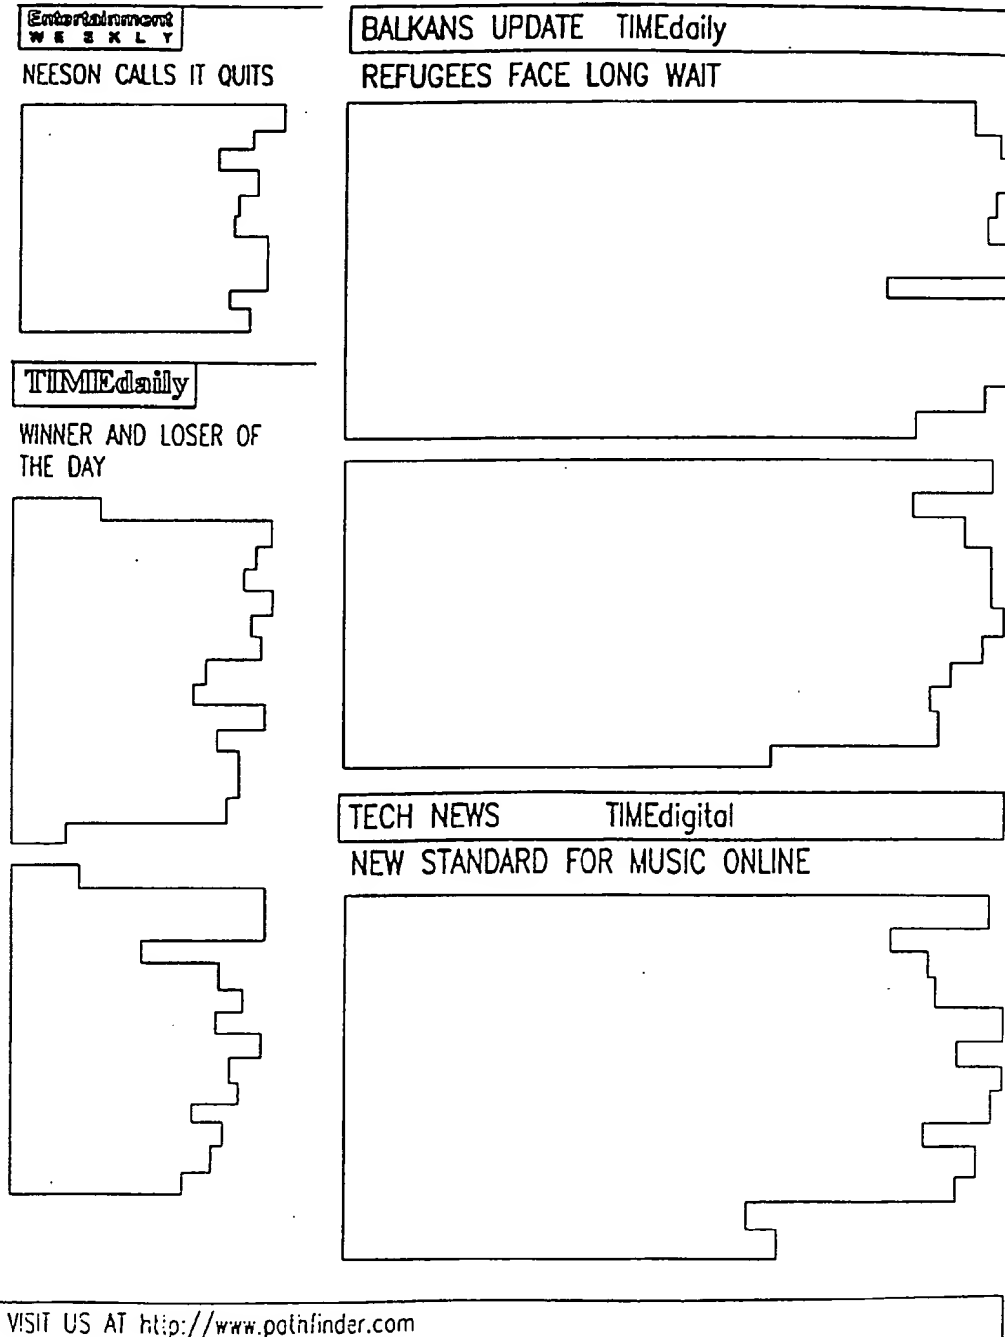 Entertainment
WEEKLY
NEESON CALLS IT QUITS
TIMEdaily
WINNER AND LOSER OF
THE DAY
BALKANS UPDATE TIMEdaily
REFUGEES FACE LONG WAIT
TECH NEWS TIMEdigital
NEW STANDARD FOR MUSIC ONLINE
VISIT US AT http://www.pathfinder.com